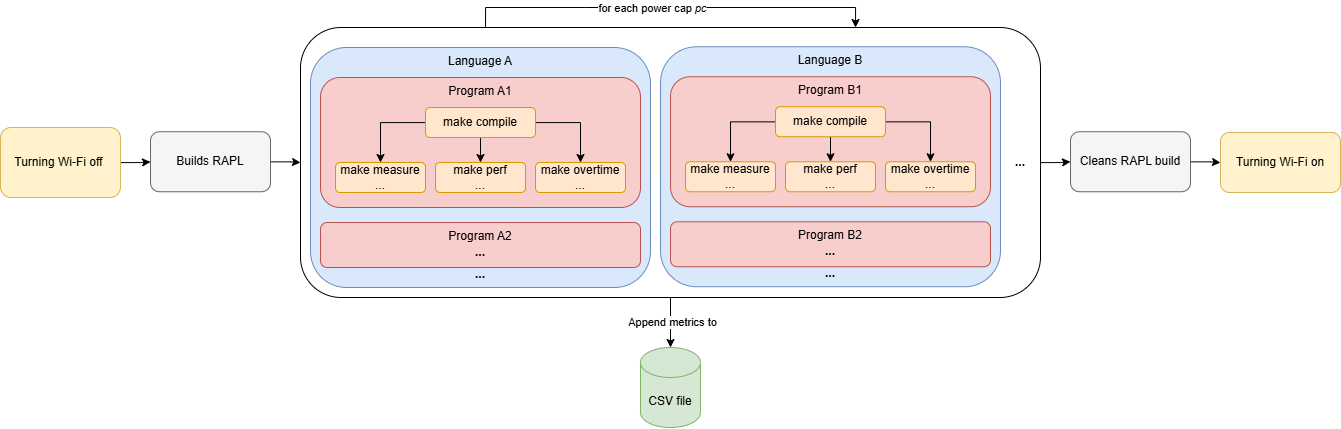 for each power cap pc
Turning Wi-Fi off
Builds RAPL
Language A
Program A1
make compile
make measure
...
make perf
...
make overtime
...
Program A2
...
...
Language B
Program B1
make compile
make measure
...
make perf
...
make overtime
...
Program B2
...
...
...
Cleans RAPL build
Turning Wi-Fi on
Append metrics to
CSV file